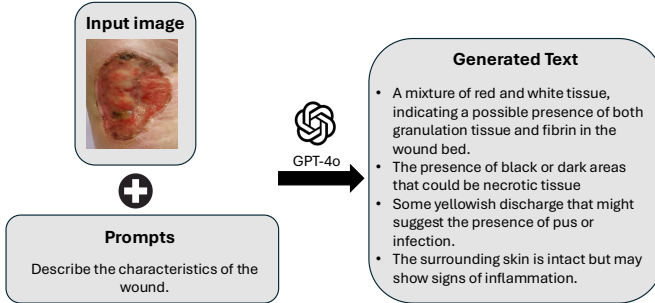 Input image
Prompts
Describe the characteristics of the
wound.
GPT-4o
Generated Text
• A mixture of red and white tissue,
indicating a possible presence of both
granulation tissue and fibrin in the
wound bed.
• The presence of black or dark areas
that could be necrotic tissue
• Some yellowish discharge that might
suggest the presence of pus or
infection.
• The surrounding skin is intact but may
show signs of inflammation.